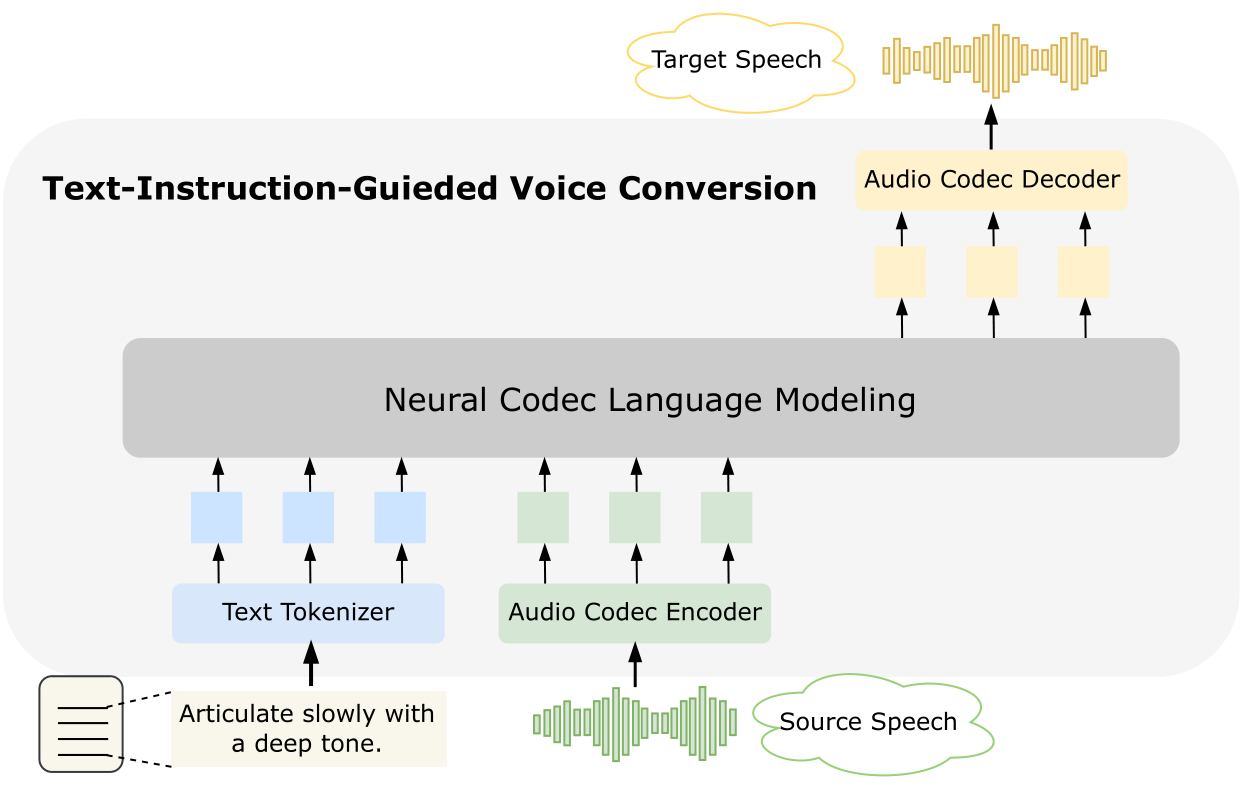 Target Speech
Text-Instruction-Guieded Voice Conversion
Audio Codec Decoder
Neural Codec Language Modeling
Text Tokenizer
Audio Codec Encoder
Articulate slowly with
a deep tone.
Source Speech